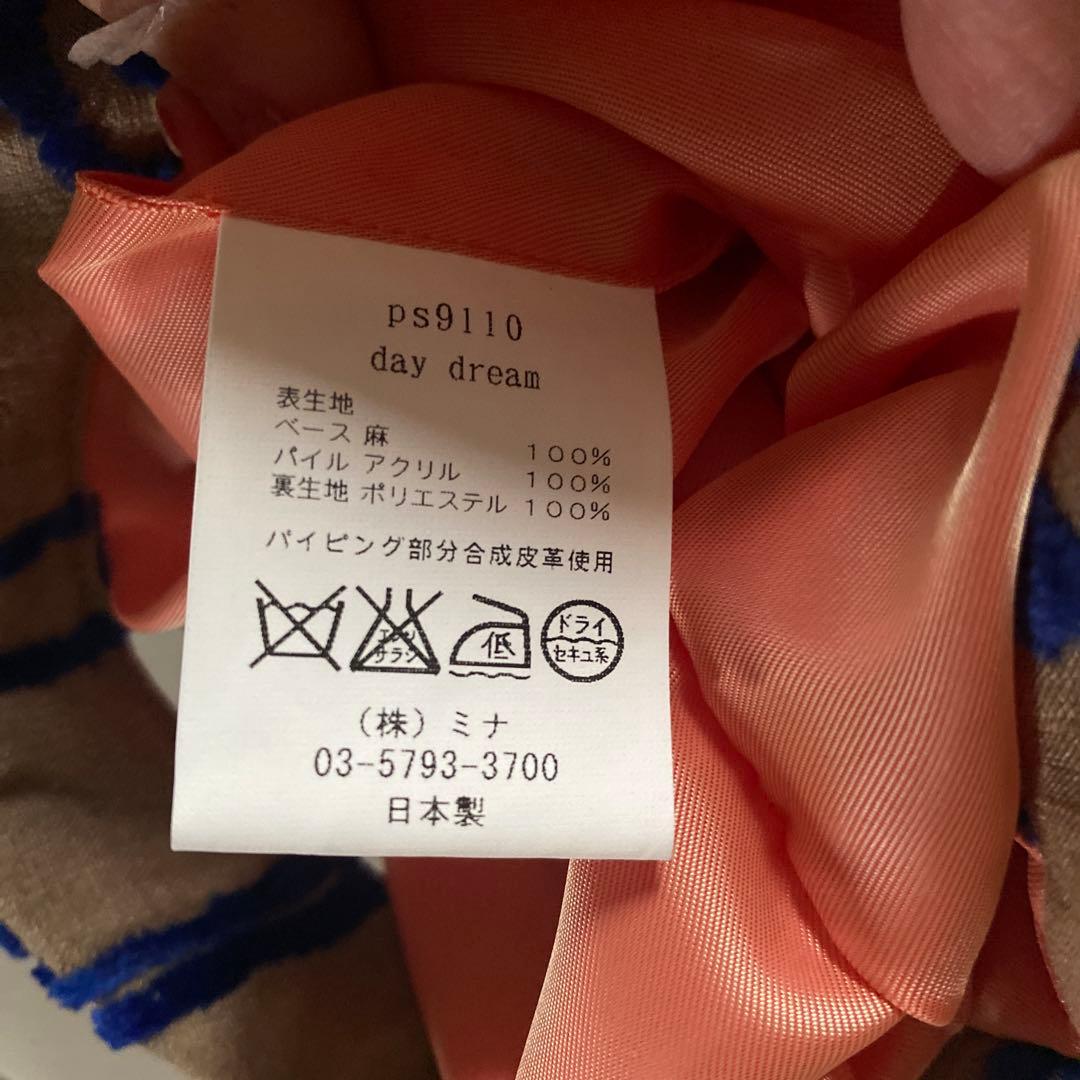 ps9110
day dream
表生地
ベース 麻 100%
パイル アクリル 100%
裏生地 ポリエステル 100%
パイピング部分合成皮革使用
エンソ
サラシ
低
ドライ
セキユ系
(株)ミナ
03-5793-3700
日本製